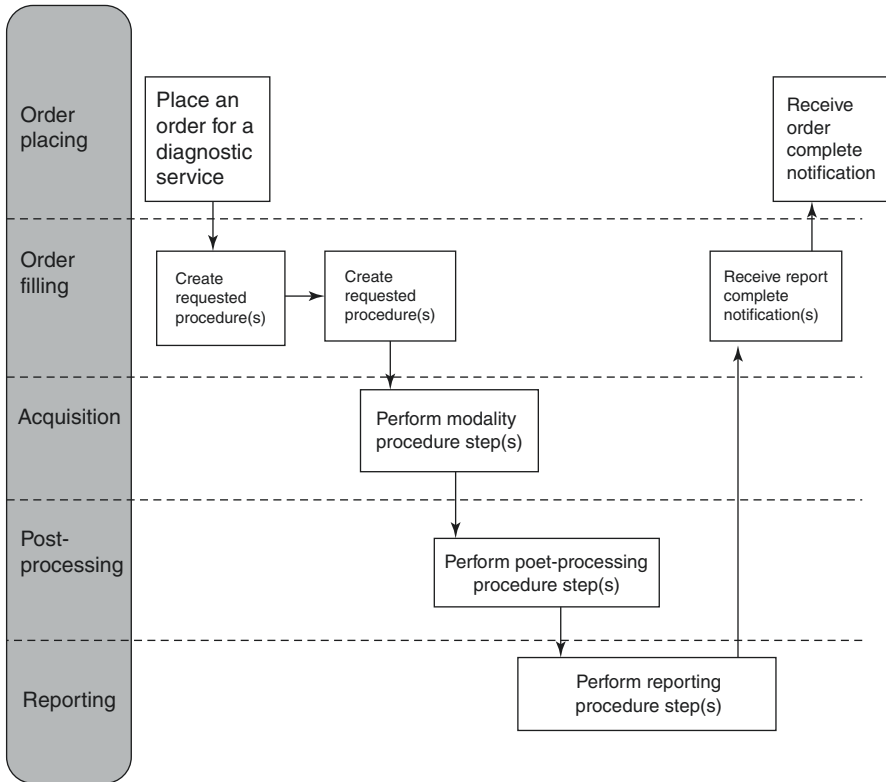 Order
placing
Place an
order for a
diagnostic
service
Receive
order
complete
notification
Order
filling
Create
requested
procedure(s)
Create
requested
procedure(s)
Receive report
complete
notification(s)
Acquisition
Perform modality
procedure step(s)
Post-
processing
Perform poet-processing
procedure step(s)
Reporting
Perform reporting
procedure step(s)